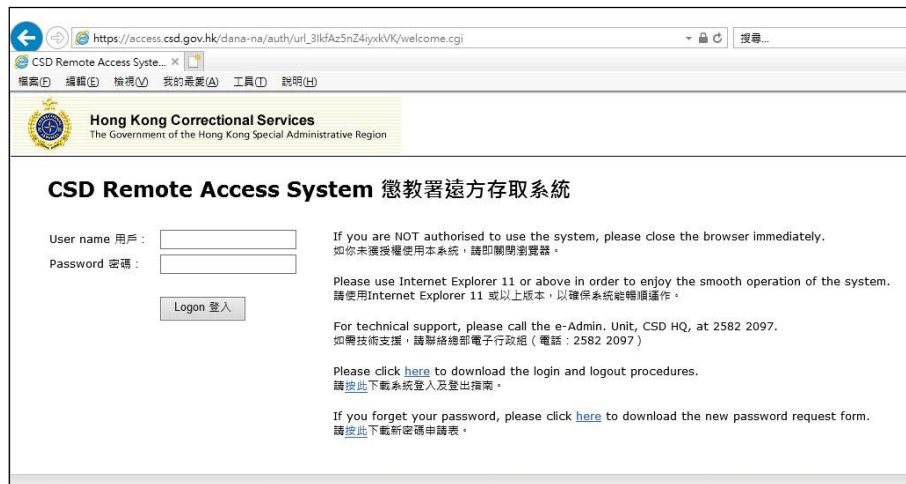 https://access.csd.gov.hk/dana-na/auth/url_3IkfAz5nZ4iyxkVK/welcome.cgi
搜尋...
CSD Remote Access Syste...
檔案(F) 編輯(E) 檢視(V) 我的最愛(A) 工具(T) 說明(H)
Hong Kong Correctional Services
The Government of the Hong Kong Special Administrative Region
CSD Remote Access System 懲教署遠方存取系統
User name 用戶 :
Password 密碼 :
Logon 登入
If you are NOT authorised to use the system, please close the browser immediately.
如你未獲授權使用本系統，請即關閉瀏覽器。
Please use Internet Explorer 11 or above in order to enjoy the smooth operation of the system.
請使用Internet Explorer 11 或以上版本，以確保系統能暢順運作。
For technical support, please call the e-Admin. Unit, CSD HQ, at 2582 2097.
如需技術支援，請聯絡總部電子行政組 ( 電話 : 2582 2097 )
Please click here to download the login and logout procedures.
請按此下載系統登入及登出指南。
If you forget your password, please click here to download the new password request form.
請按此下載新密碼申請表。